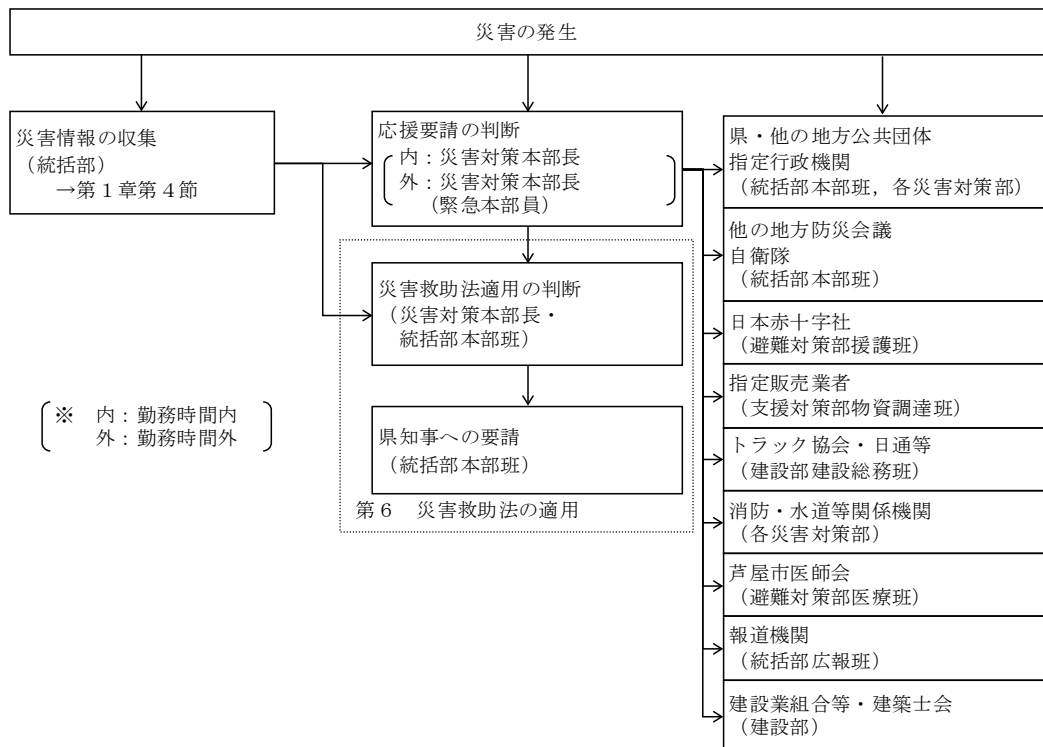 災害の発生
災害情報の収集
（統括部）
→第１章第４節
応援要請の判断
内：災害対策本部長
外：災害対策本部長
（緊急本部員）
災害救助法適用の判断
（災害対策本部長・
統括部本部班）
県知事への要請
（統括部本部班）
第６　災害救助法の適用
※　内：勤務時間内
外：勤務時間外
県・他の地方公共団体
指定行政機関
（統括部本部班，各災害対策部）
他の地方防災会議
自衛隊
（統括部本部班）
日本赤十字社
（避難対策部援護班）
指定販売業者
（支援対策部物資調達班）
トラック協会・日通等
（建設部建設総務班）
消防・水道等関係機関
（各災害対策部）
芦屋市医師会
（避難対策部医療班）
報道機関
（統括部広報班）
建設業組合等・建築士会
（建設部）